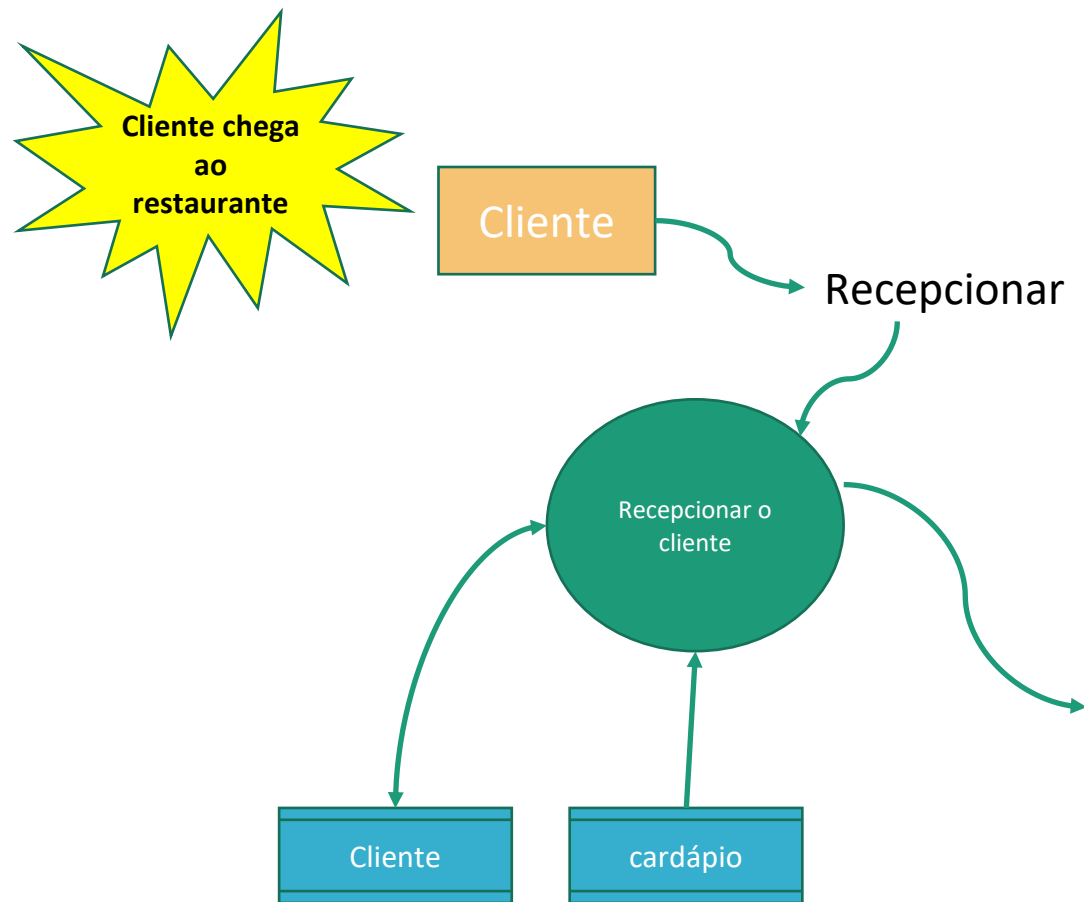 Cliente chega
ao
restaurante
Cliente
Recepcionar
Recepcionar o
cliente
Cliente
cardápio